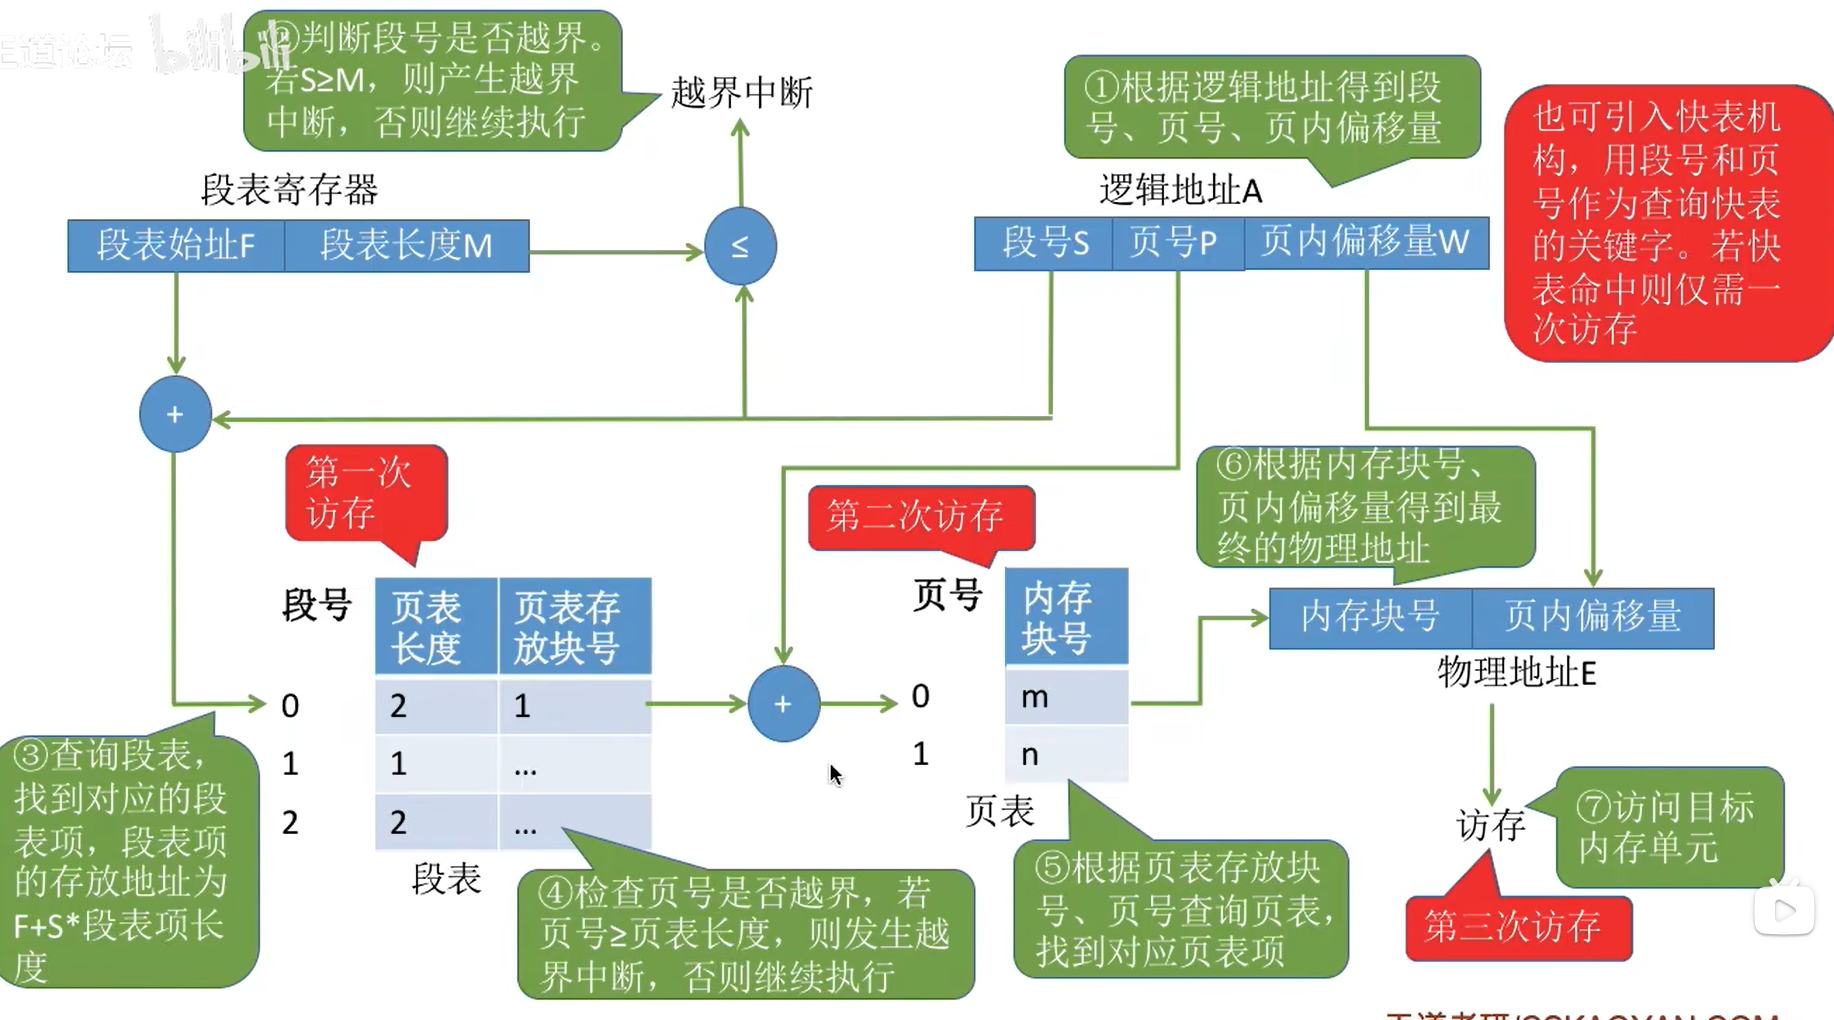 王道论坛 bilibili
②判断段号是否越界。
若S≥M，则产生越界
中断，否则继续执行
越界中断
①根据逻辑地址得到段
号、页号、页内偏移量
也可引入快表机
构，用段号和页
号作为查询快表
的关键字。若快
表命中则仅需一
次访存
段表寄存器
段表始址F 段表长度M
≤
逻辑地址A
段号S 页号P 页内偏移量W
+
第一次
访存
第二次访存
⑥根据内存块号、
页内偏移量得到最
终的物理地址
段号
页表
长度
页表存
放块号
0 2 1
1 1 ...
2 2 ...
段表
+
页号
内存
块号
0 m
1 n
页表
内存块号 页内偏移量
物理地址E
③查询段表，
找到对应的段
表项，段表项
的存放地址为
F+S*段表项长
度
④检查页号是否越界，若
页号≥页表长度，则发生越
界中断，否则继续执行
⑤根据页表存放块
号、页号查询页表，
找到对应页表项
访存
⑦访问目标
内存单元
第三次访存
王道考研/CSKAOYAN.COM